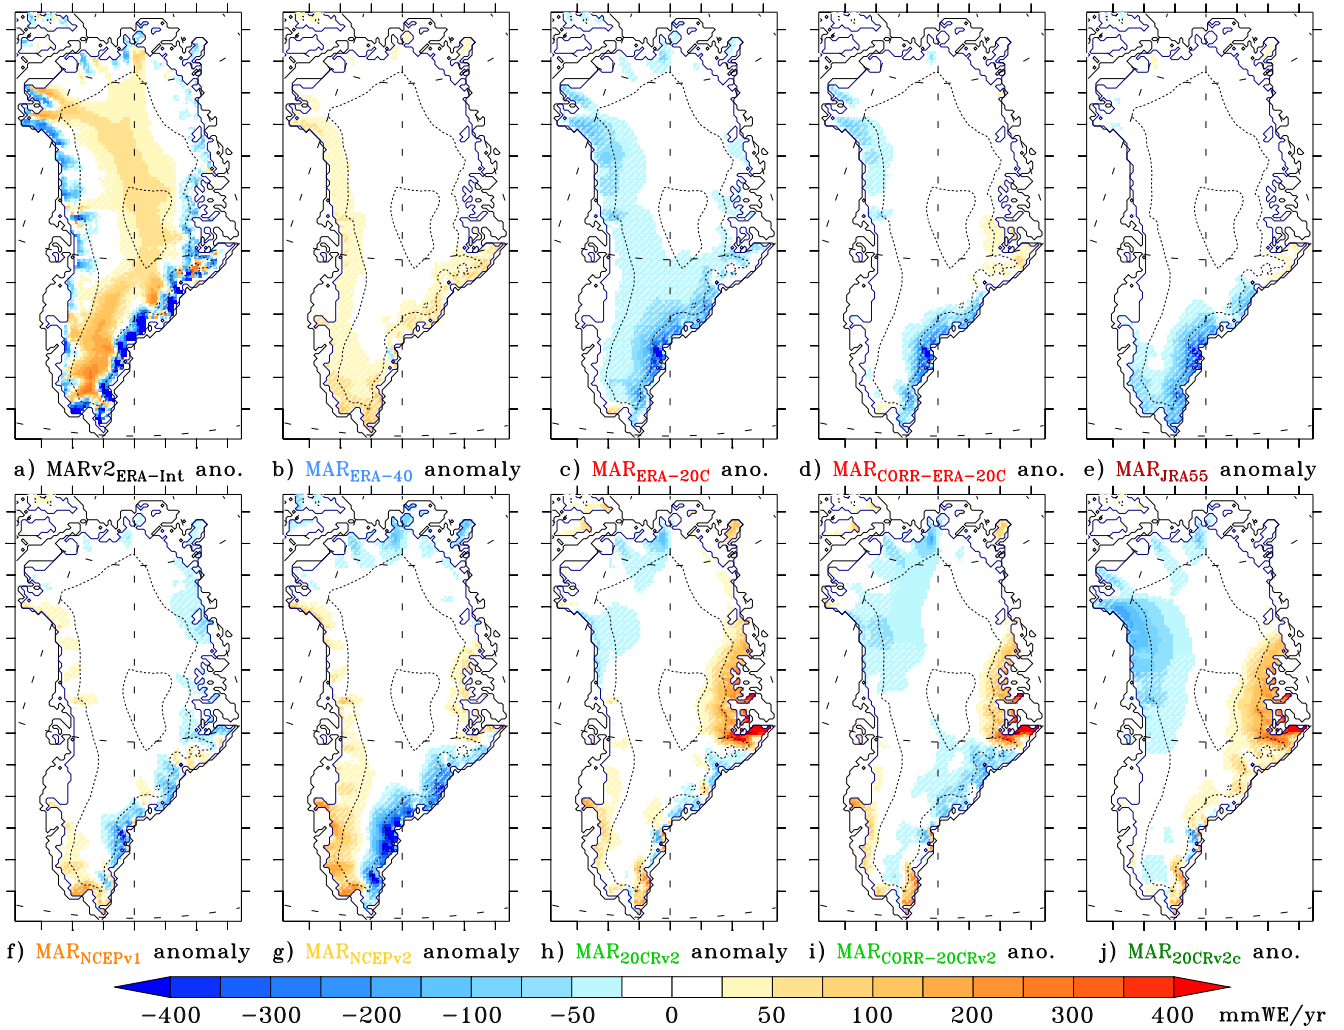 a) MARv2ERA-Int ano. b) MARERA-40 anomaly c) MARERA-20C ano. d) MARCORR-ERA-20C ano. e) MARJRA55 anomaly
f) MARNCEPv1 anomaly g) MARNCEPv2 anomaly h) MAR20CRv2 anomaly i) MARCORR-20CRv2 ano. j) MAR20CRv2c ano.
-400 -300 -200 -100 -50 0 50 100 200 300 400 mmWE/yr